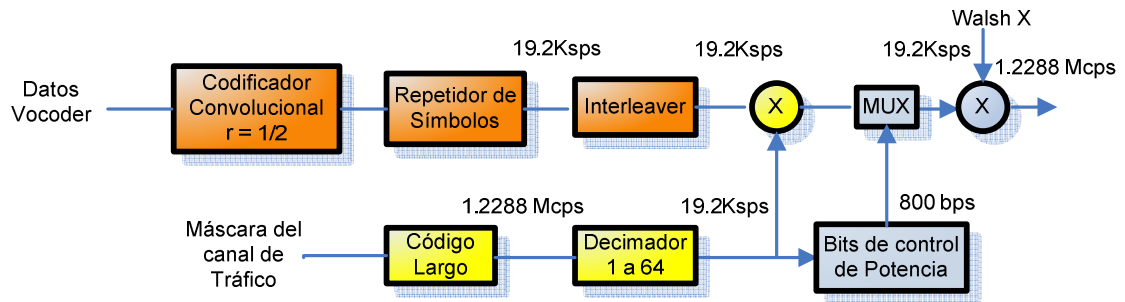 Walsh X
19.2Ksps
19.2Ksps
19.2Ksps
1.2288 Mcps
Datos
Vocoder
Codificador
Convolucional
r = 1/2
Repetidor de
Símbolos
Interleaver
X
MUX
X
1.2288 Mcps
19.2Ksps
800 bps
Máscara del
canal de
Tráfico
Código
Largo
Decimador
1 a 64
Bits de control
de Potencia